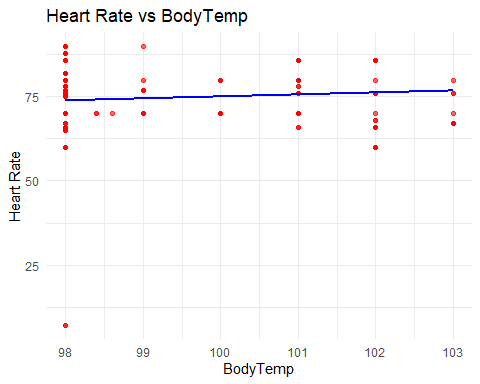 Heart Rate vs BodyTemp
75
50
25
Heart Rate
98 99 100 101 102 103
BodyTemp